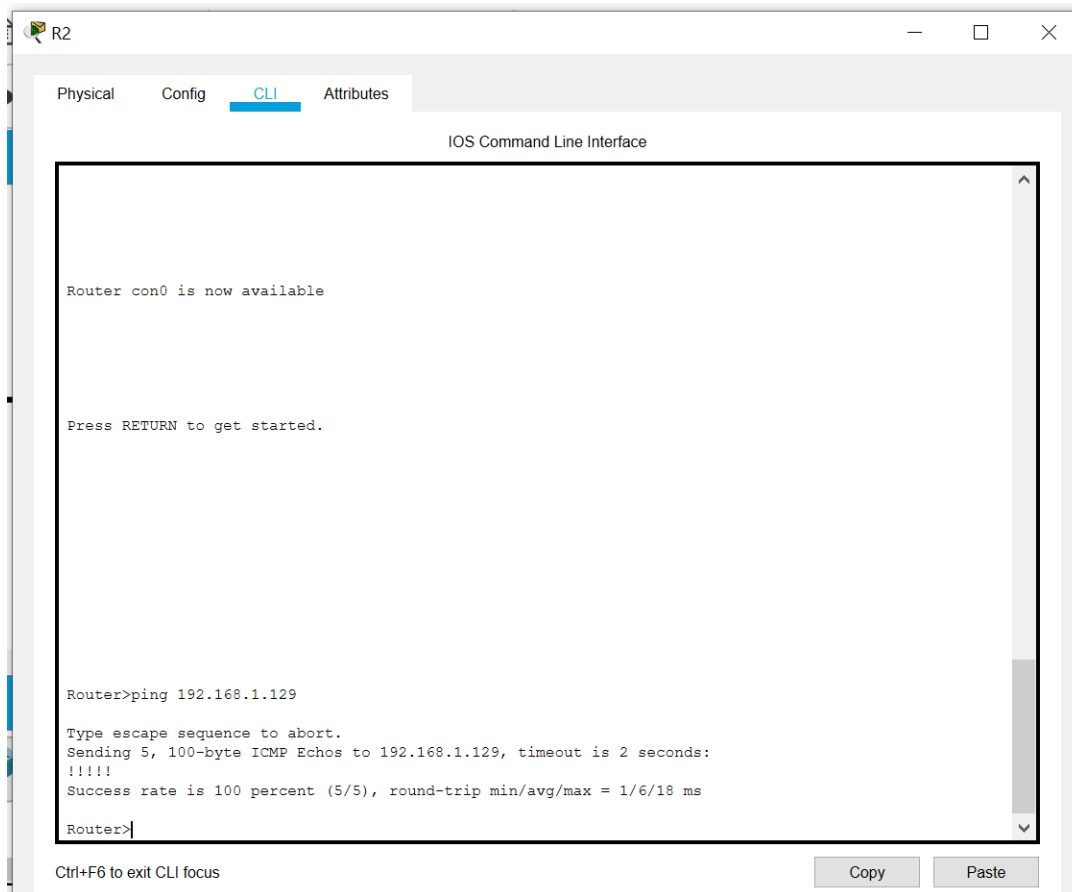 R2
Physical Config CLI Attributes
IOS Command Line Interface
Router con0 is now available
Press RETURN to get started.
Router>ping 192.168.1.129
Type escape sequence to abort.
Sending 5, 100-byte ICMP Echos to 192.168.1.129, timeout is 2 seconds:
!!!!!
Success rate is 100 percent (5/5), round-trip min/avg/max = 1/6/18 ms
Router>
Ctrl+F6 to exit CLI focus
Copy Paste